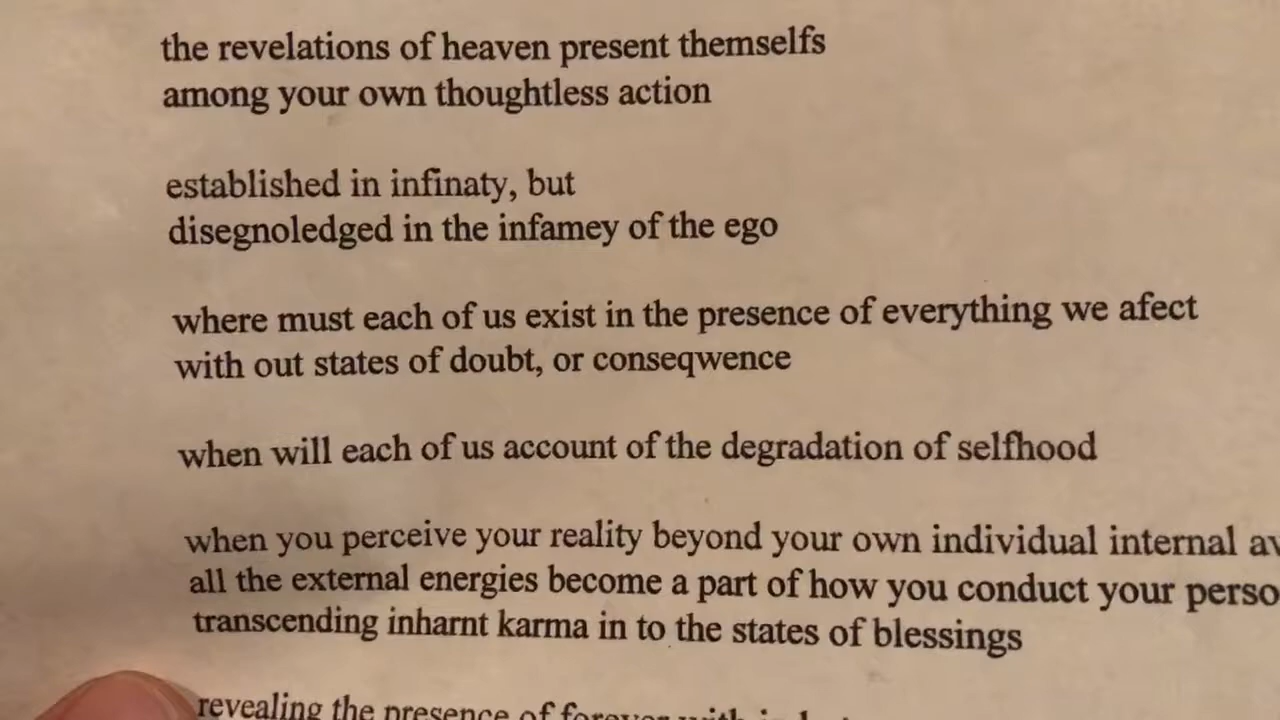 the revelations of heaven present themselfs
among your own thoughtless action
established in infinaty, but
disegnoledged in the infamey of the ego
where must each of us exist in the presence of everything we afect
with out states of doubt, or conseqwence
when will each of us account of the degradation of selfhood
when you perceive your reality beyond your own individual internal
all the external energies become a part of how you conduct your
transcending inharnt karma in to the states of blessings
revealing the presence of forever